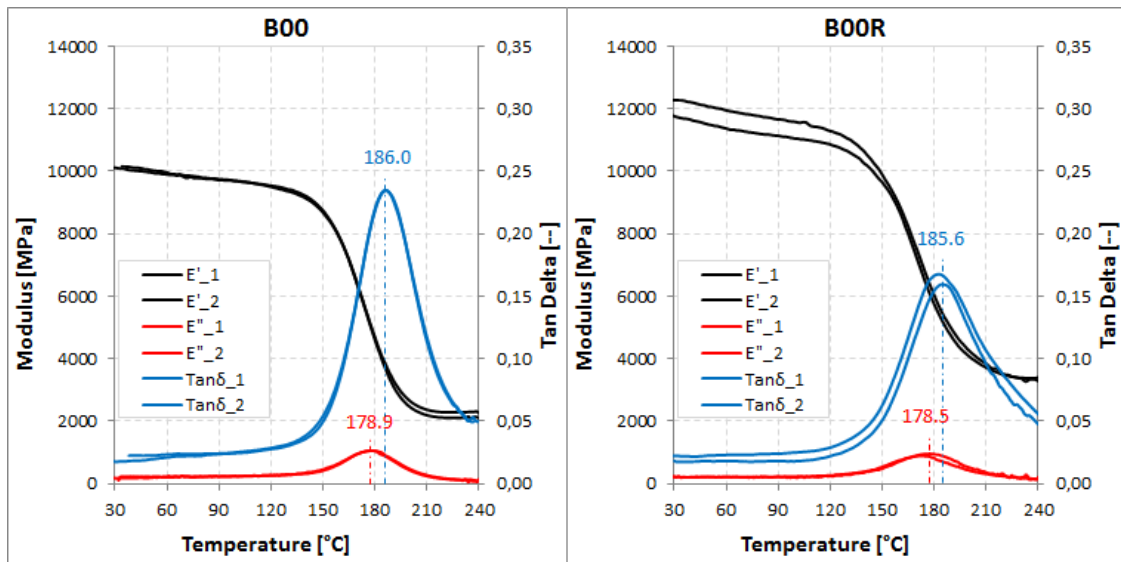 B00
14000
12000
10000
8000
6000
4000
2000
0
Modulus [MPa]
0,35
0,30
0,25
0,20
0,15
0,10
0,05
0,00
Tan Delta [--]
186.0
178.9
E'_1
E'_2
E"_1
E"_2
Tanδ_1
Tanδ_2
30 60 90 120 150 180 210 240
Temperature [°C]
B00R
14000
12000
10000
8000
6000
4000
2000
0
Modulus [MPa]
0,35
0,30
0,25
0,20
0,15
0,10
0,05
0,00
Tan Delta [--]
185.6
178.5
E'_1
E'_2
E"_1
E"_2
Tanδ_1
Tanδ_2
30 60 90 120 150 180 210 240
Temperature [°C]